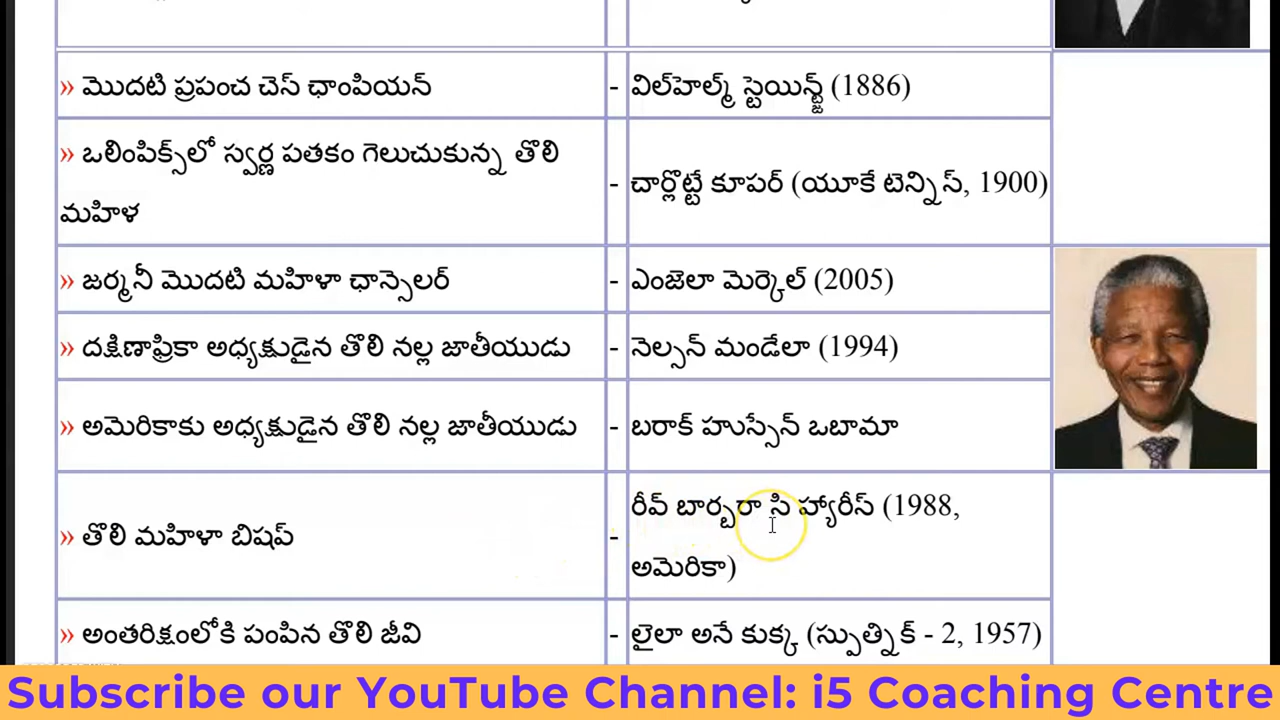 » మొదటి ప్రపంచ చెస్ ఛాంపియన్ - విల్‌హెల్మ్ స్టెయిన్ట్జ్ (1886)
» ఒలింపిక్స్‌లో స్వర్ణ పతకం గెలుచుకున్న తొలి
మహిళ - చార్లొట్టే కూపర్ (యూకే టెన్నిస్, 1900)
» జర్మనీ మొదటి మహిళా ఛాన్సెలర్ - ఎంజెలా మెర్కెల్ (2005)
» దక్షిణాఫ్రికా అధ్యక్షుడైన తొలి నల్ల జాతీయుడు - నెల్సన్ మండేలా (1994)
» అమెరికాకు అధ్యక్షుడైన తొలి నల్ల జాతీయుడు - బరాక్ హుస్సేన్ ఒబామా
» తొలి మహిళా బిషప్ - రీవ్ బార్బరా సి హ్యారీస్ (1988,
అమెరికా)
» అంతరిక్షంలోకి పంపిన తొలి జీవి - లైలా అనే కుక్క (స్పుత్నిక్ - 2, 1957)
Subscribe our YouTube Channel: i5 Coaching Centre